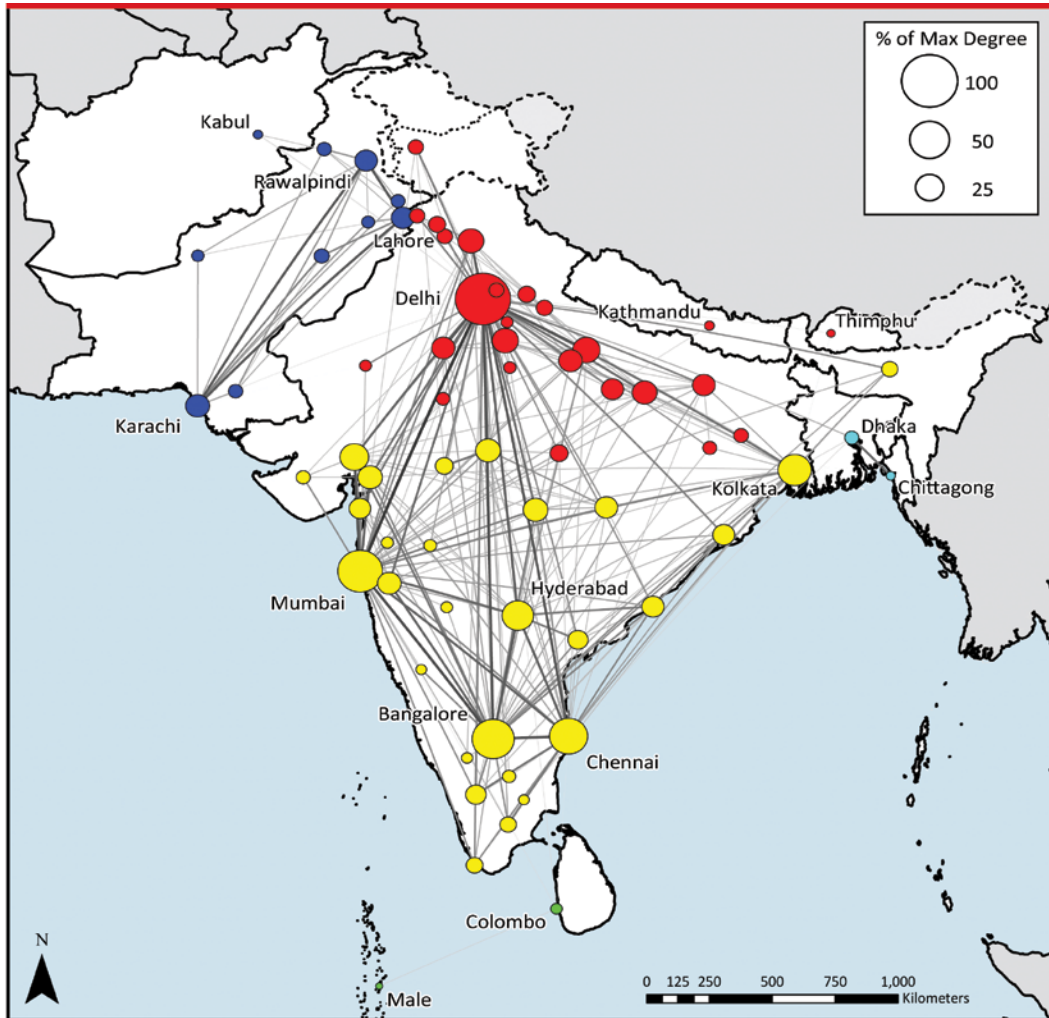 % of Max Degree
100
50
25
Kabul
Rawalpindi
Lahore
Delhi
Kathmandu
Thimphu
Karachi
Dhaka
Kolkata
Chittagong
Mumbai
Hyderabad
Bangalore
Chennai
Colombo
Male
N
0 125 250 500 750 1,000
Kilometers